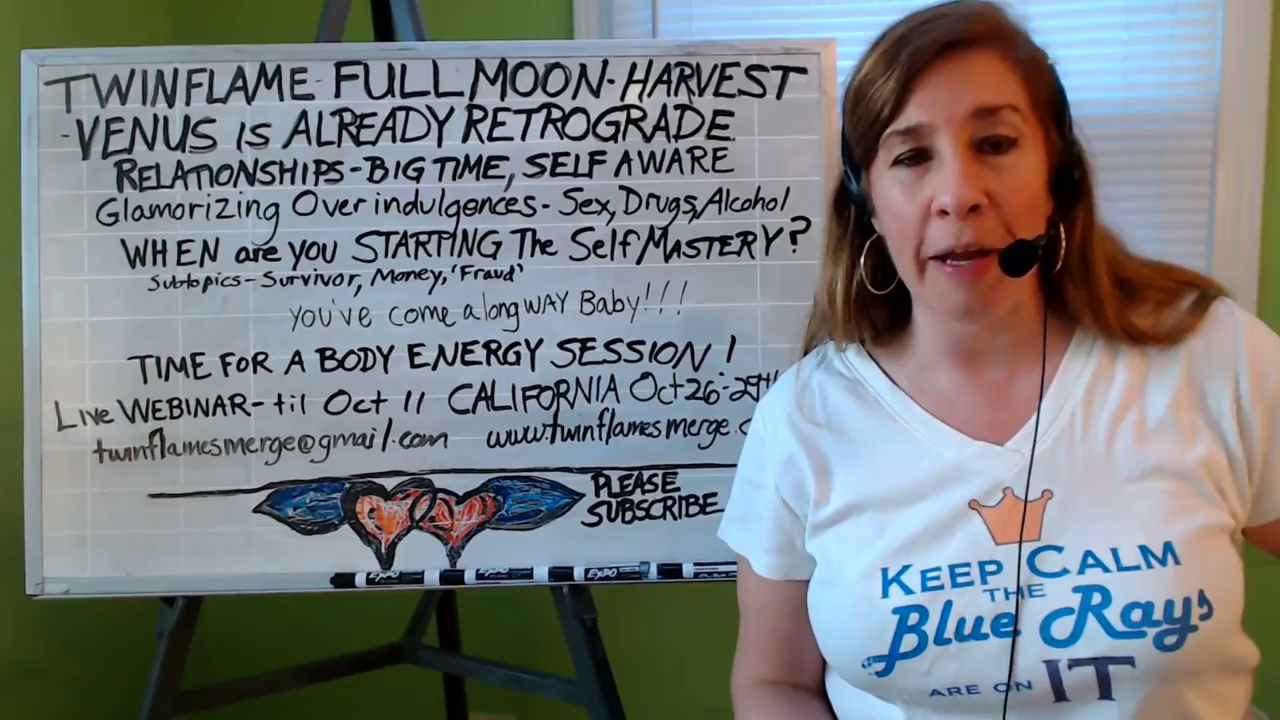 TWINFLAME-FULL MOON-HARVEST
-VENUS IS ALREADY RETROGRADE
RELATIONSHIPS-BIG TIME, SELF AWARE
Glamorizing Over indulgences-Sex, Drugs, Alcohol
WHEN are you STARTING The Self MASTERY?
Subtopics-Survivor, Money, 'Fraud'
you've come a long WAY Baby!!!
TIME FOR A BODY ENERGY SESSION!
Live WEBINAR-til Oct 11 CALIFORNIA Oct 26-29th
twinflamesmerge@gmail.com www.twinflamesmerge.c
PLEASE
SUBSCRIBE
EXPO EXPO EXPO
KEEP CALM
THE
Blue Rays
ARE ON IT